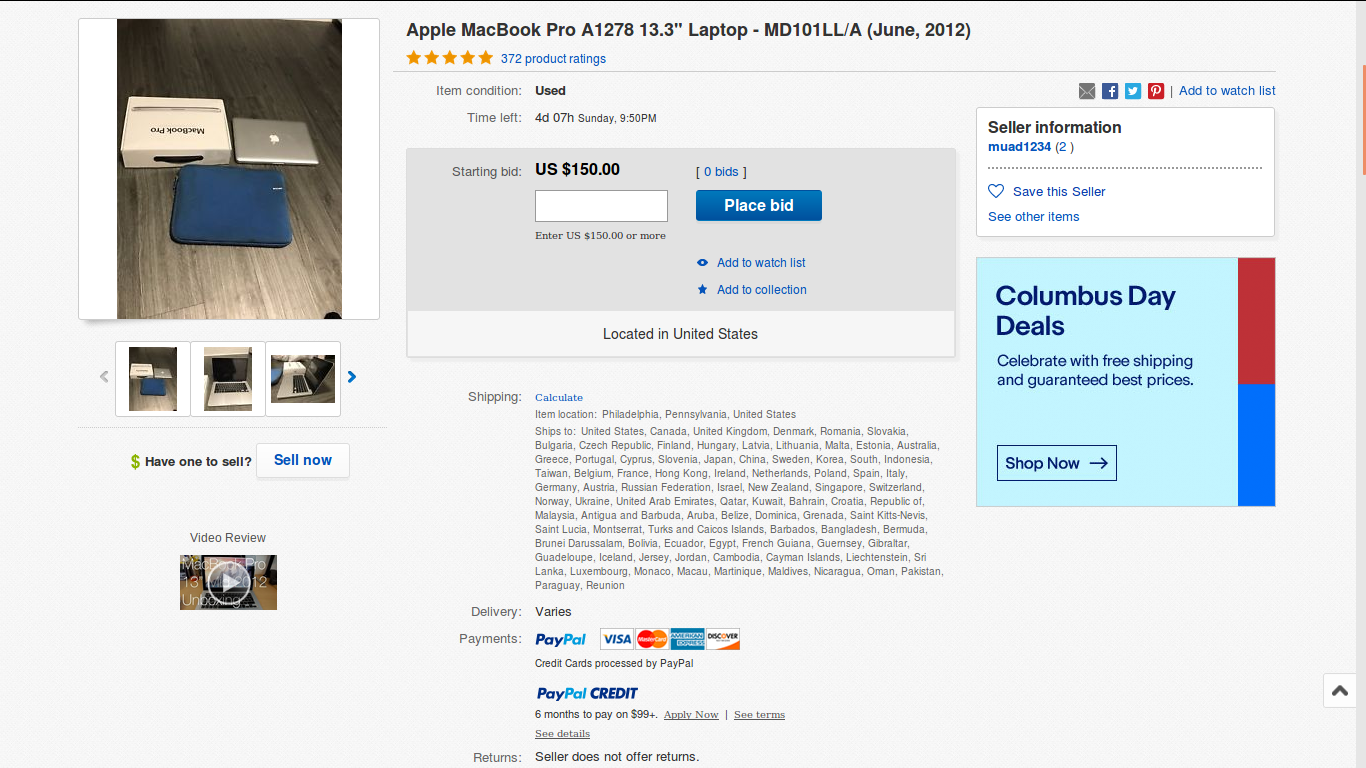 Apple MacBook Pro A1278 13.3" Laptop - MD101LL/A (June, 2012)
372 product ratings
Item condition: Used
Time left: 4d 07h Sunday, 9:50PM
| Add to watch list
Starting bid: US $150.00 [ 0 bids ]
Place bid
Enter US $150.00 or more
Add to watch list
Add to collection
Located in United States
MacBook Pro
Seller information
muad1234 (2 )
Save this Seller
See other items
Columbus Day
Deals
Celebrate with free shipping
and guaranteed best prices.
Shop Now
$ Have one to sell? Sell now
Video Review
MacBook Pro
13" Mid 2012
Unboxing
Shipping: Calculate
Item location: Philadelphia, Pennsylvania, United States
Ships to: United States, Canada, United Kingdom, Denmark, Romania, Slovakia,
Bulgaria, Czech Republic, Finland, Hungary, Latvia, Lithuania, Malta, Estonia, Australia,
Greece, Portugal, Cyprus, Slovenia, Japan, China, Sweden, Korea, South, Indonesia,
Taiwan, Belgium, France, Hong Kong, Ireland, Netherlands, Poland, Spain, Italy,
Germany, Austria, Russian Federation, Israel, New Zealand, Singapore, Switzerland,
Norway, Ukraine, United Arab Emirates, Qatar, Kuwait, Bahrain, Croatia, Republic of,
Malaysia, Antigua and Barbuda, Aruba, Belize, Dominica, Grenada, Saint Kitts-Nevis,
Saint Lucia, Montserrat, Turks and Caicos Islands, Barbados, Bangladesh, Bermuda,
Brunei Darussalam, Bolivia, Ecuador, Egypt, French Guiana, Guernsey, Gibraltar,
Guadeloupe, Iceland, Jersey, Jordan, Cambodia, Cayman Islands, Liechtenstein, Sri
Lanka, Luxembourg, Monaco, Macau, Martinique, Maldives, Nicaragua, Oman, Pakistan,
Paraguay, Reunion
Delivery: Varies
Payments: PayPal VISA MasterCard AMERICAN EXPRESS DISCOVER
Credit Cards processed by PayPal
PayPal CREDIT
6 months to pay on $99+. Apply Now | See terms
See details
Returns: Seller does not offer returns.